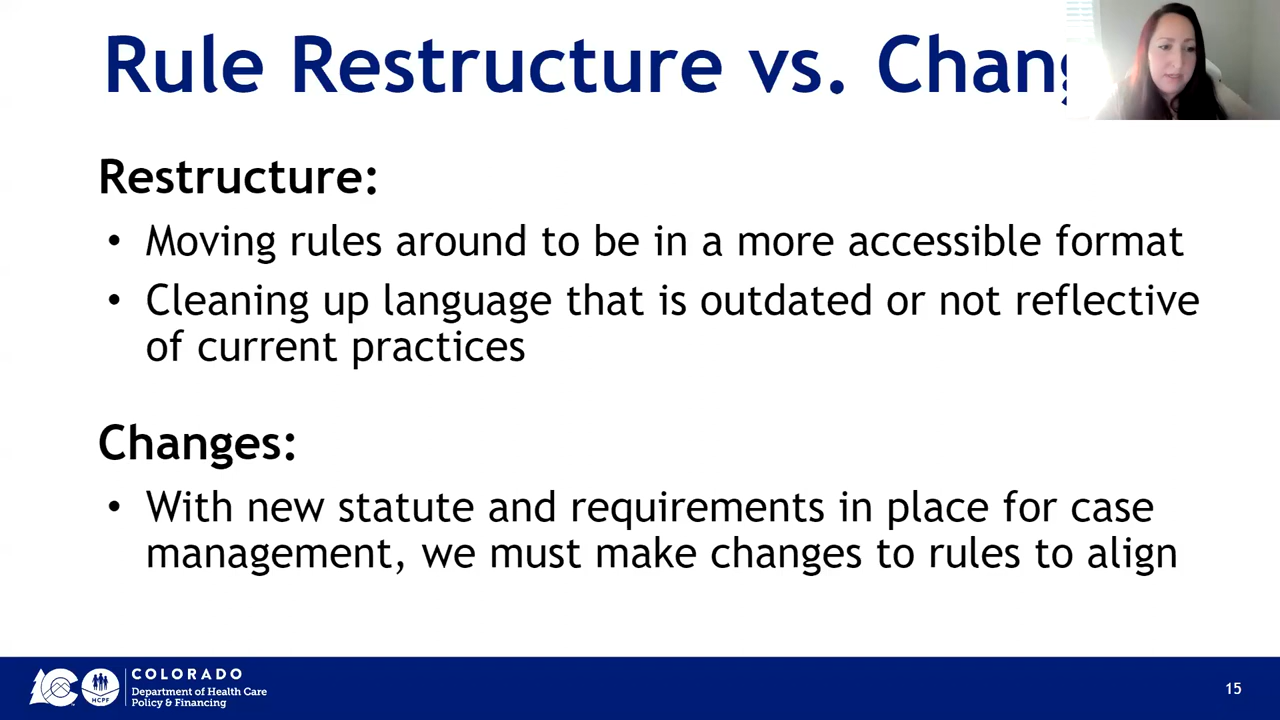 Rule Restructure vs. Chang
Restructure:
• Moving rules around to be in a more accessible format
• Cleaning up language that is outdated or not reflective
of current practices
Changes:
• With new statute and requirements in place for case
management, we must make changes to rules to align
COLORADO
Department of Health Care
Policy & Financing
HCPF
15